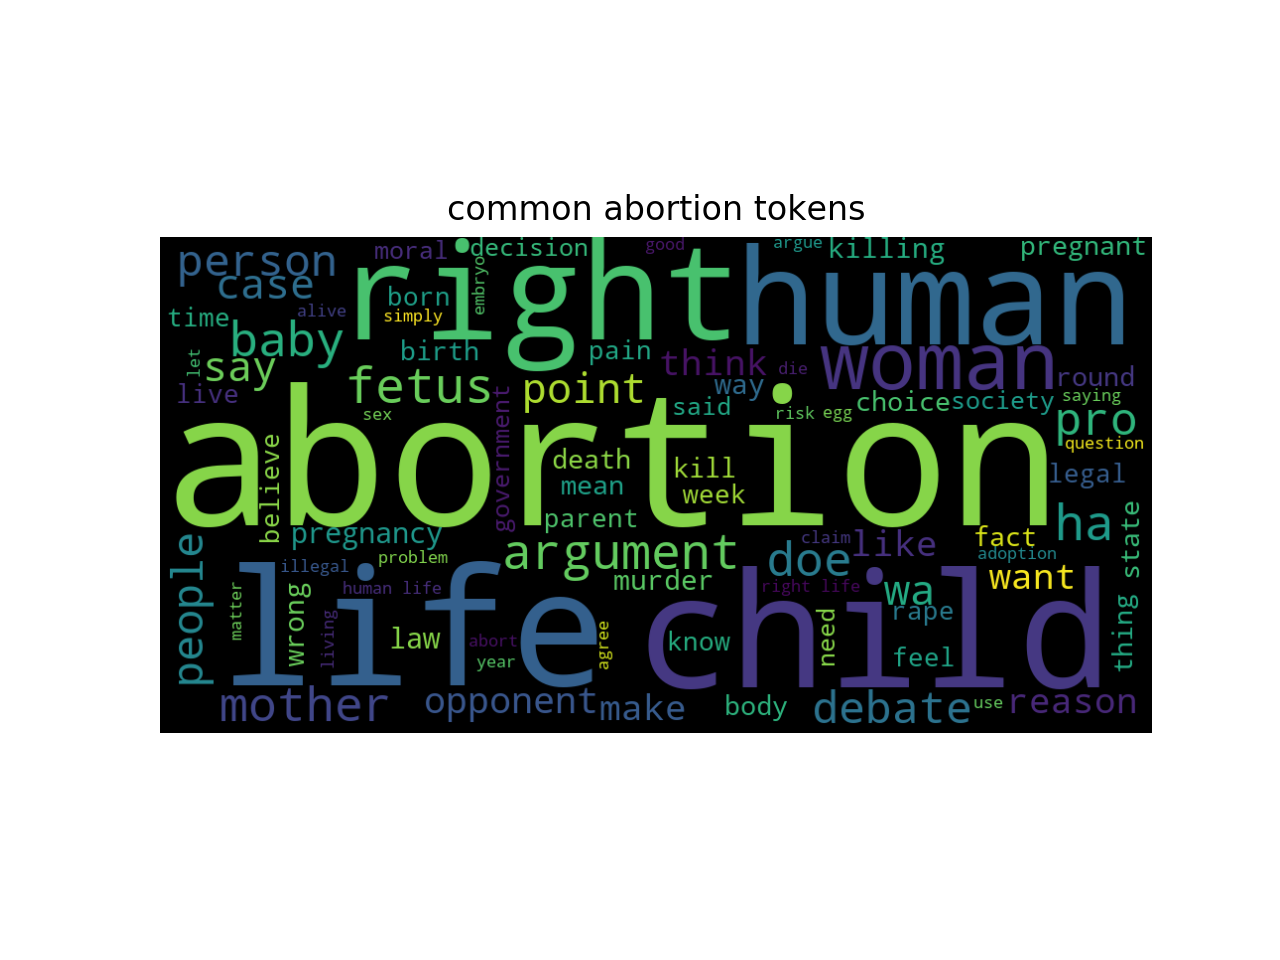 common abortion tokens
person
case
moral
decision
good
argue
killing
pregnant
right
human
embryo
born
simply
alive
time
baby
birth
pain
think
die
woman
round
let
say
live
fetus
point
way
said
risk
egg
choice
society
saying
pro
question
sex
government
abortion
believe
death
mean
kill
week
legal
pregnancy
parent
argument
doe
claim
like
fact
adoption
ha
state
people
illegal
problem
human life
murder
right life
wa
want
life
child
matter
wrong
living
law
abort
year
agree
know
need
rape
feel
thing
mother
opponent
make
body
debate
use
reason